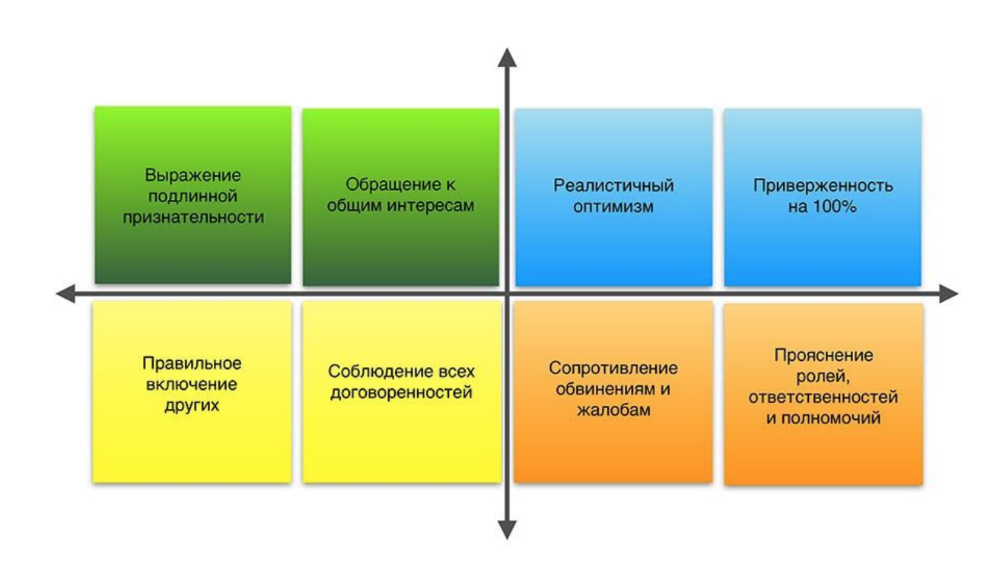 Выражение
подлинной
признательности
Обращение к
общим интересам
Реалистичный
оптимизм
Приверженность
на 100%
Правильное
включение
других
Соблюдение всех
договоренностей
Сопротивление
обвинениям и
жалобам
Прояснение
ролей,
ответственностей
и полномочий